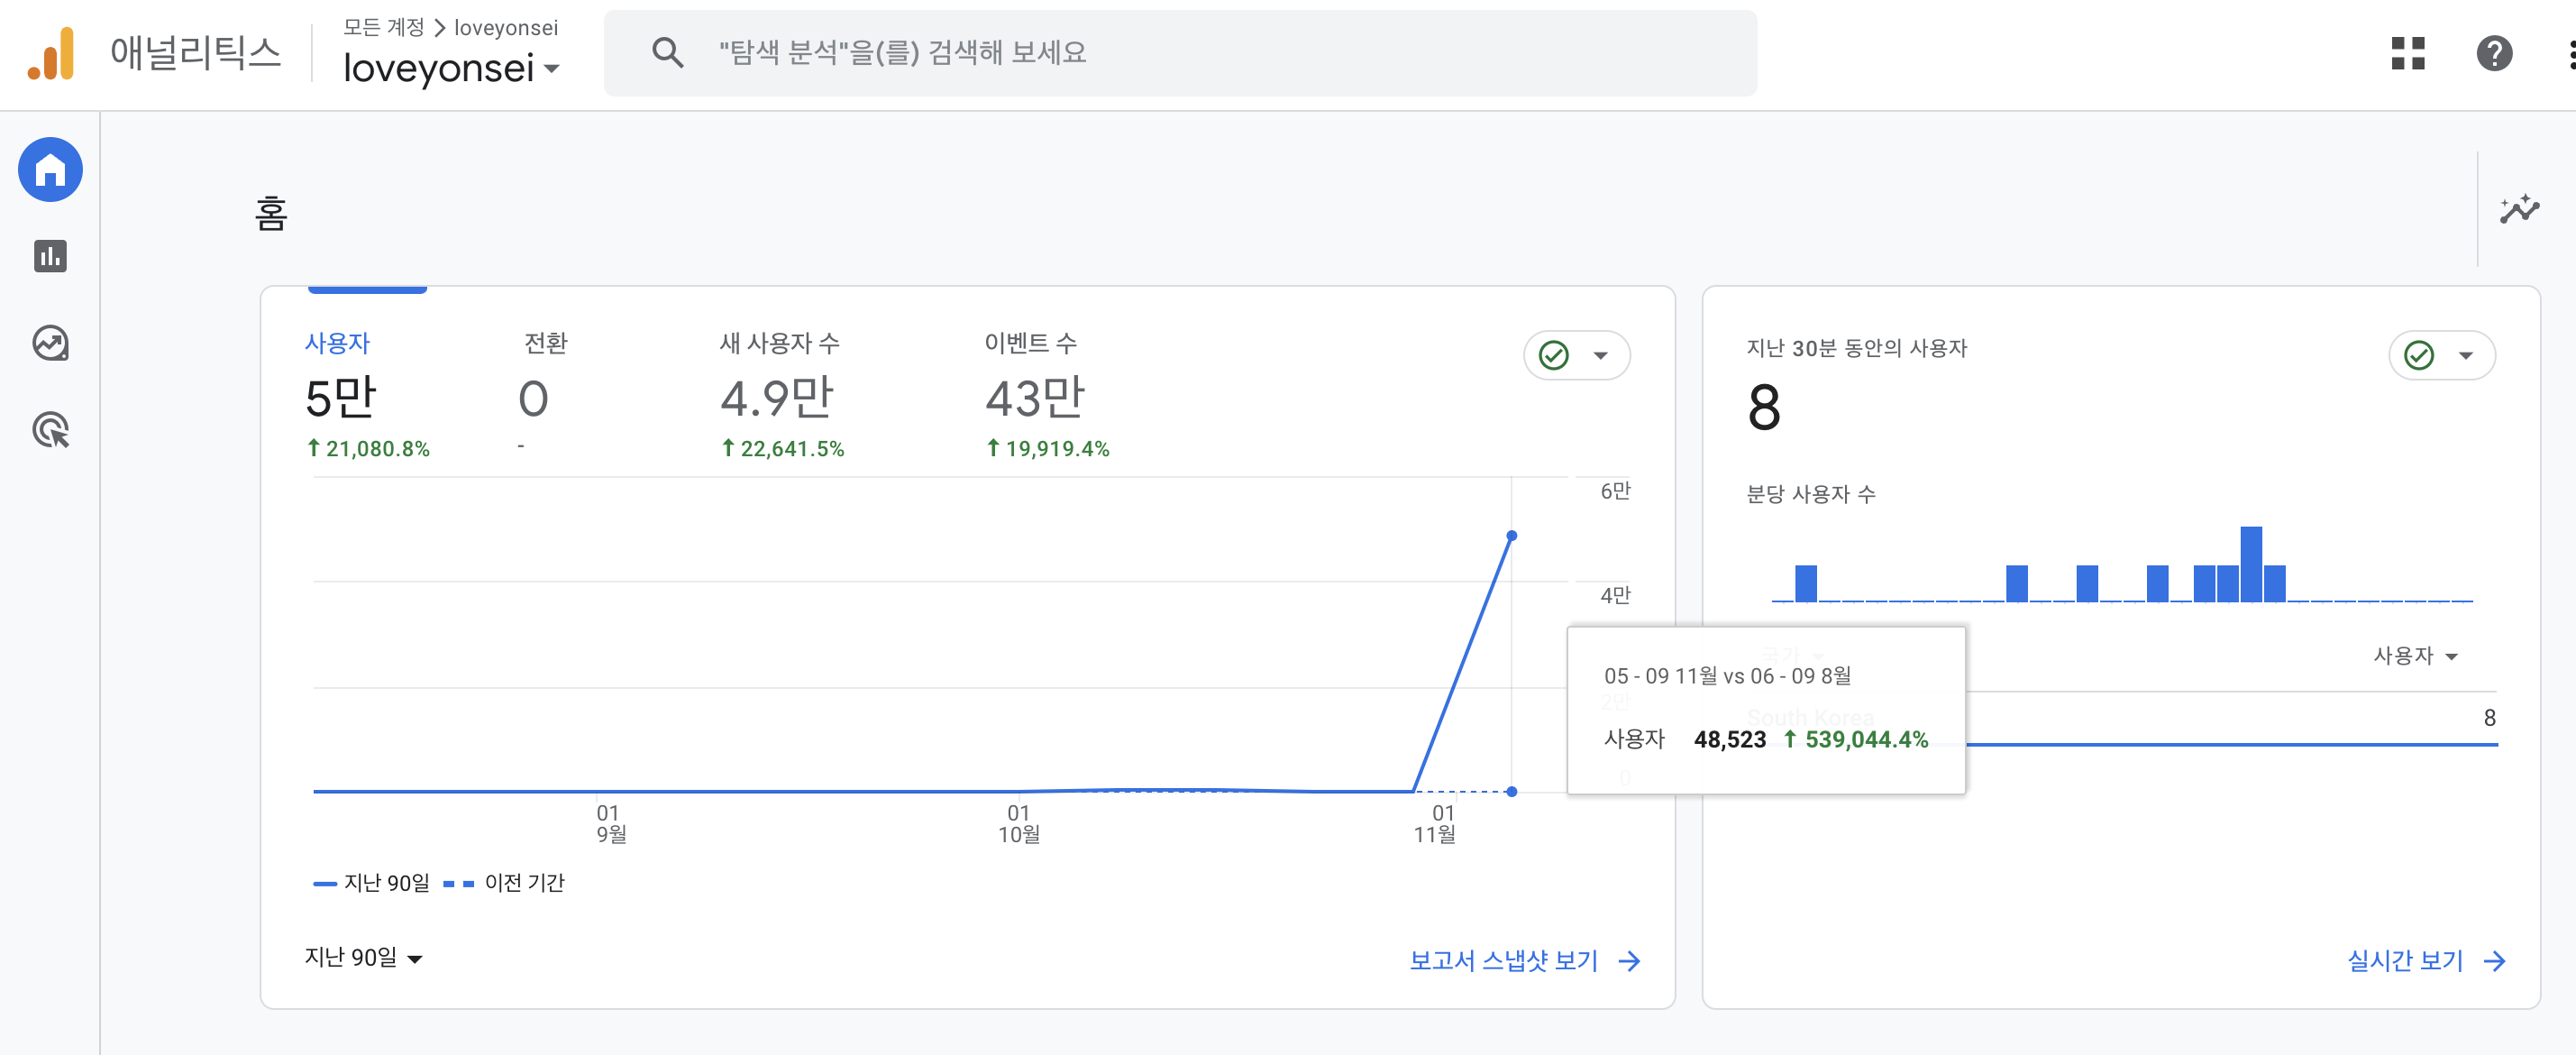 애널리틱스
모든 계정 > loveyonsei
loveyonsei
"탐색 분석"을(를) 검색해 보세요
홈
사용자 전환 새 사용자 수 이벤트 수
5만 0 4.9만 43만
↑ 21,080.8% - ↑ 22,641.5% ↑ 19,919.4%
6만
4만
2만
0
01 9월
01 10월
01 11월
05 - 09 11월 vs 06 - 09 8월
사용자 48,523 ↑ 539,044.4%
지난 90일 이전 기간
지난 90일
보고서 스냅샷 보기 →
지난 30분 동안의 사용자
8
분당 사용자 수
국가 사용자
South Korea 8
실시간 보기 →